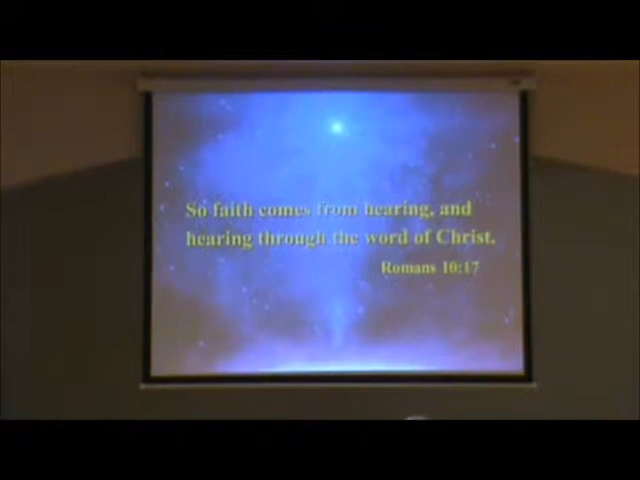 So faith comes from hearing, and
hearing through the word of Christ.
Romans 10:17